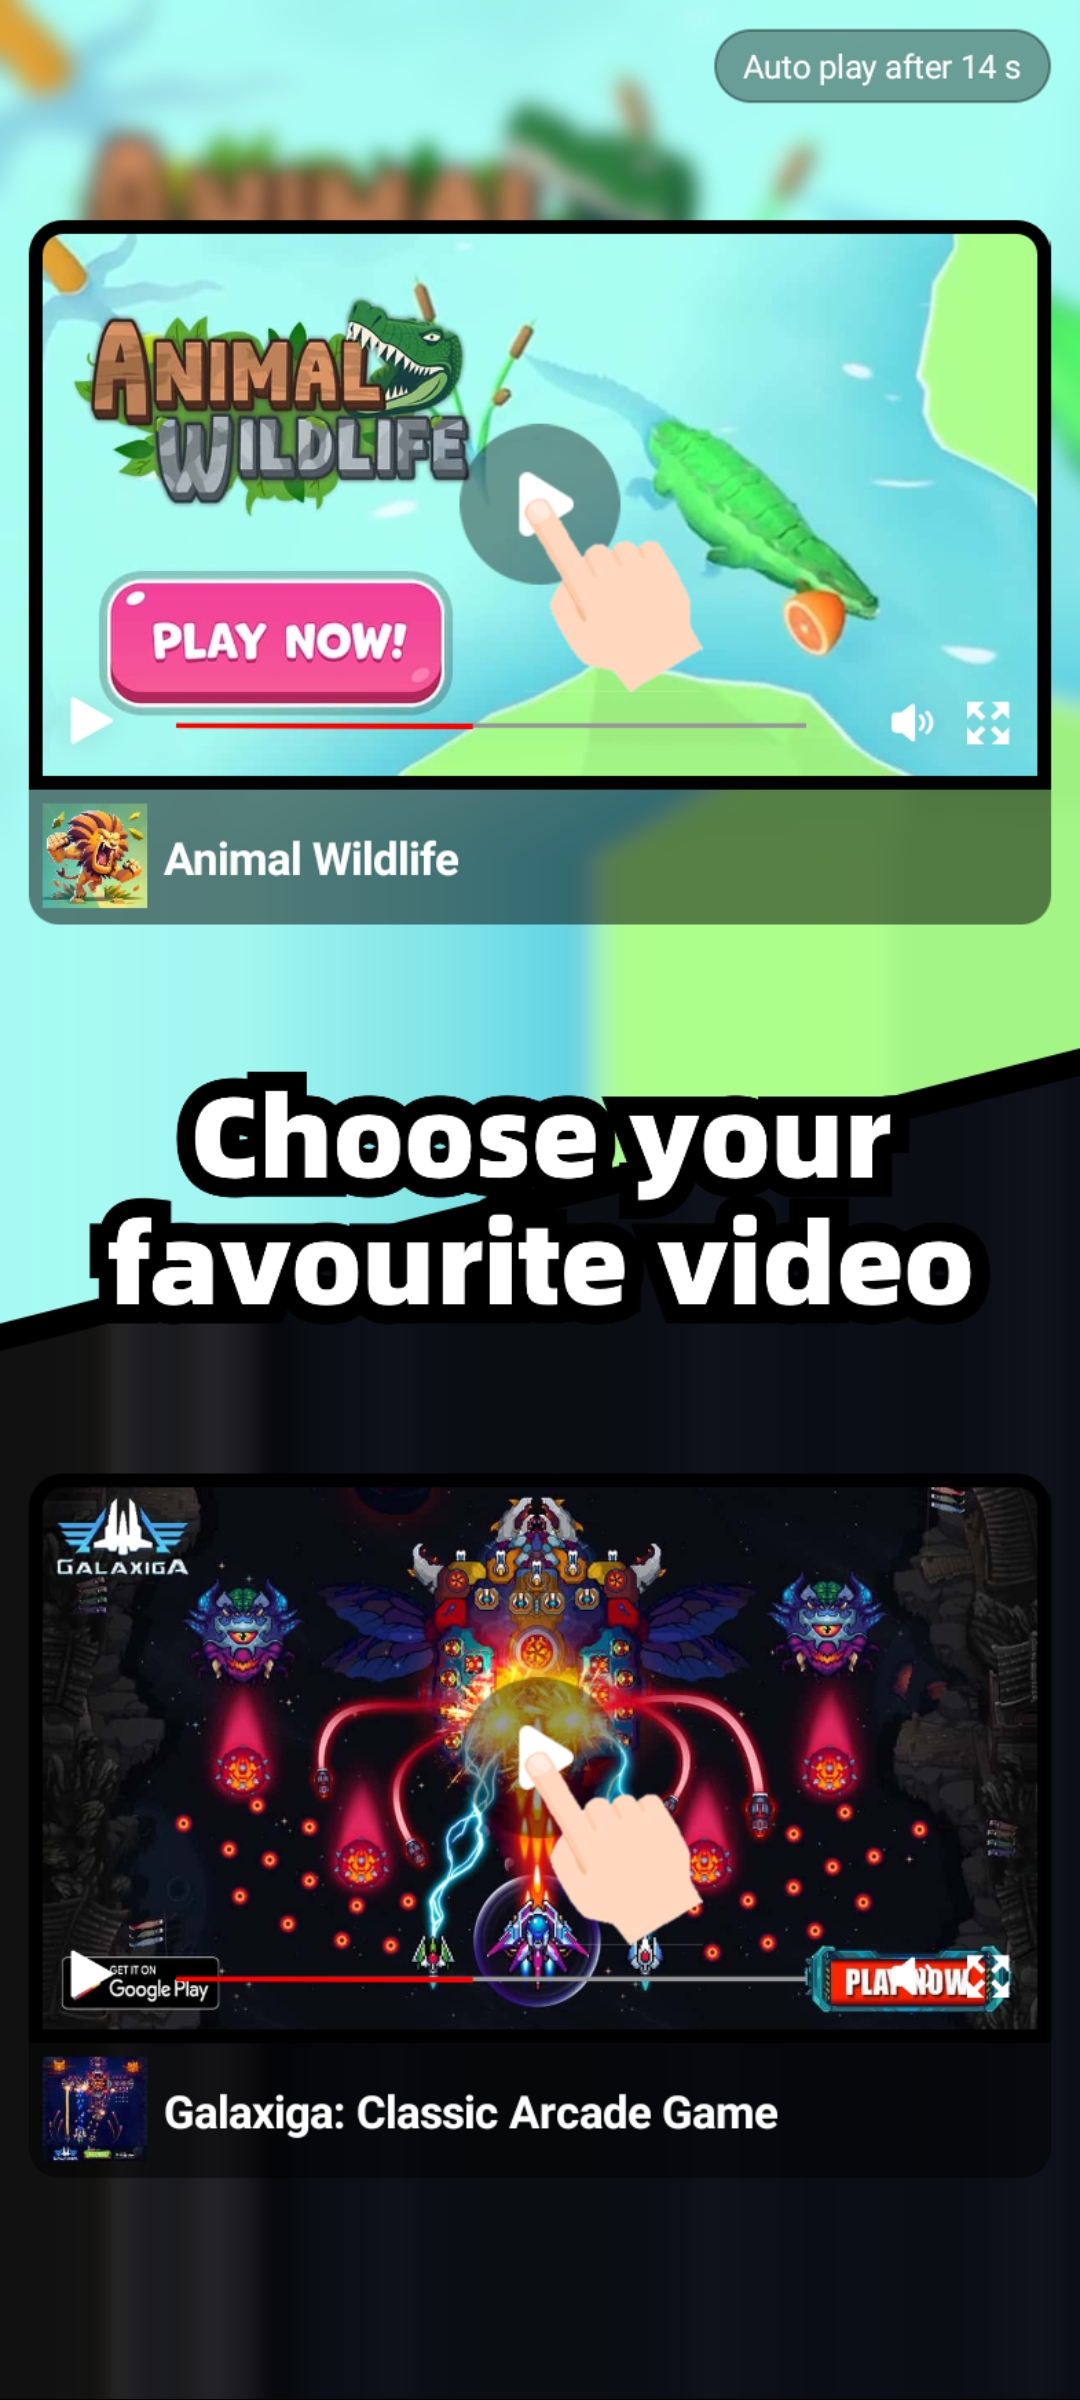 Auto play after 14 s
ANIMAL
ANIMAL
WILDLIFE
PLAY NOW!
Animal Wildlife
Choose your
favourite video
GALAXIGA
GET IT ON
Google Play
PLAY NOW
Galaxiga: Classic Arcade Game